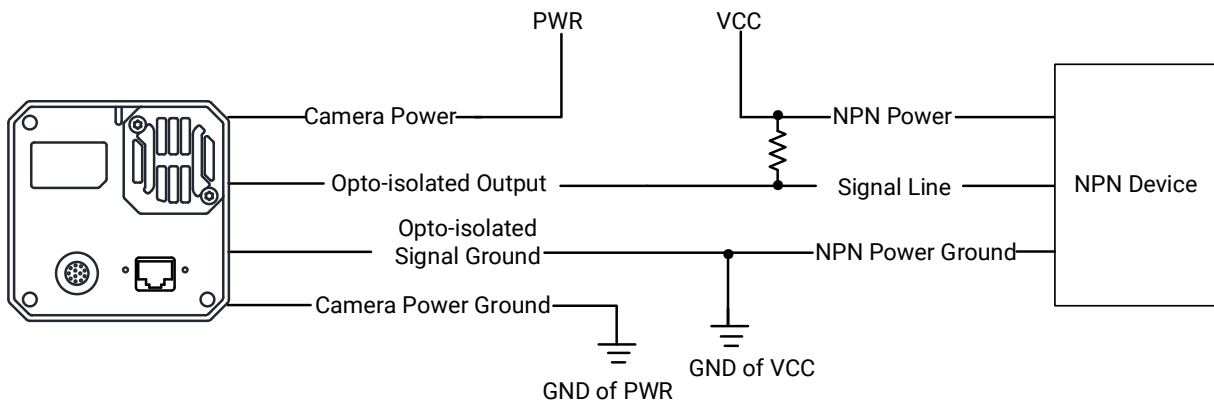 PWR
VCC
Camera Power
NPN Power
Opto-isolated Output
Signal Line
NPN Device
Opto-isolated
Signal Ground
NPN Power Ground
Camera Power Ground
GND of VCC
GND of PWR